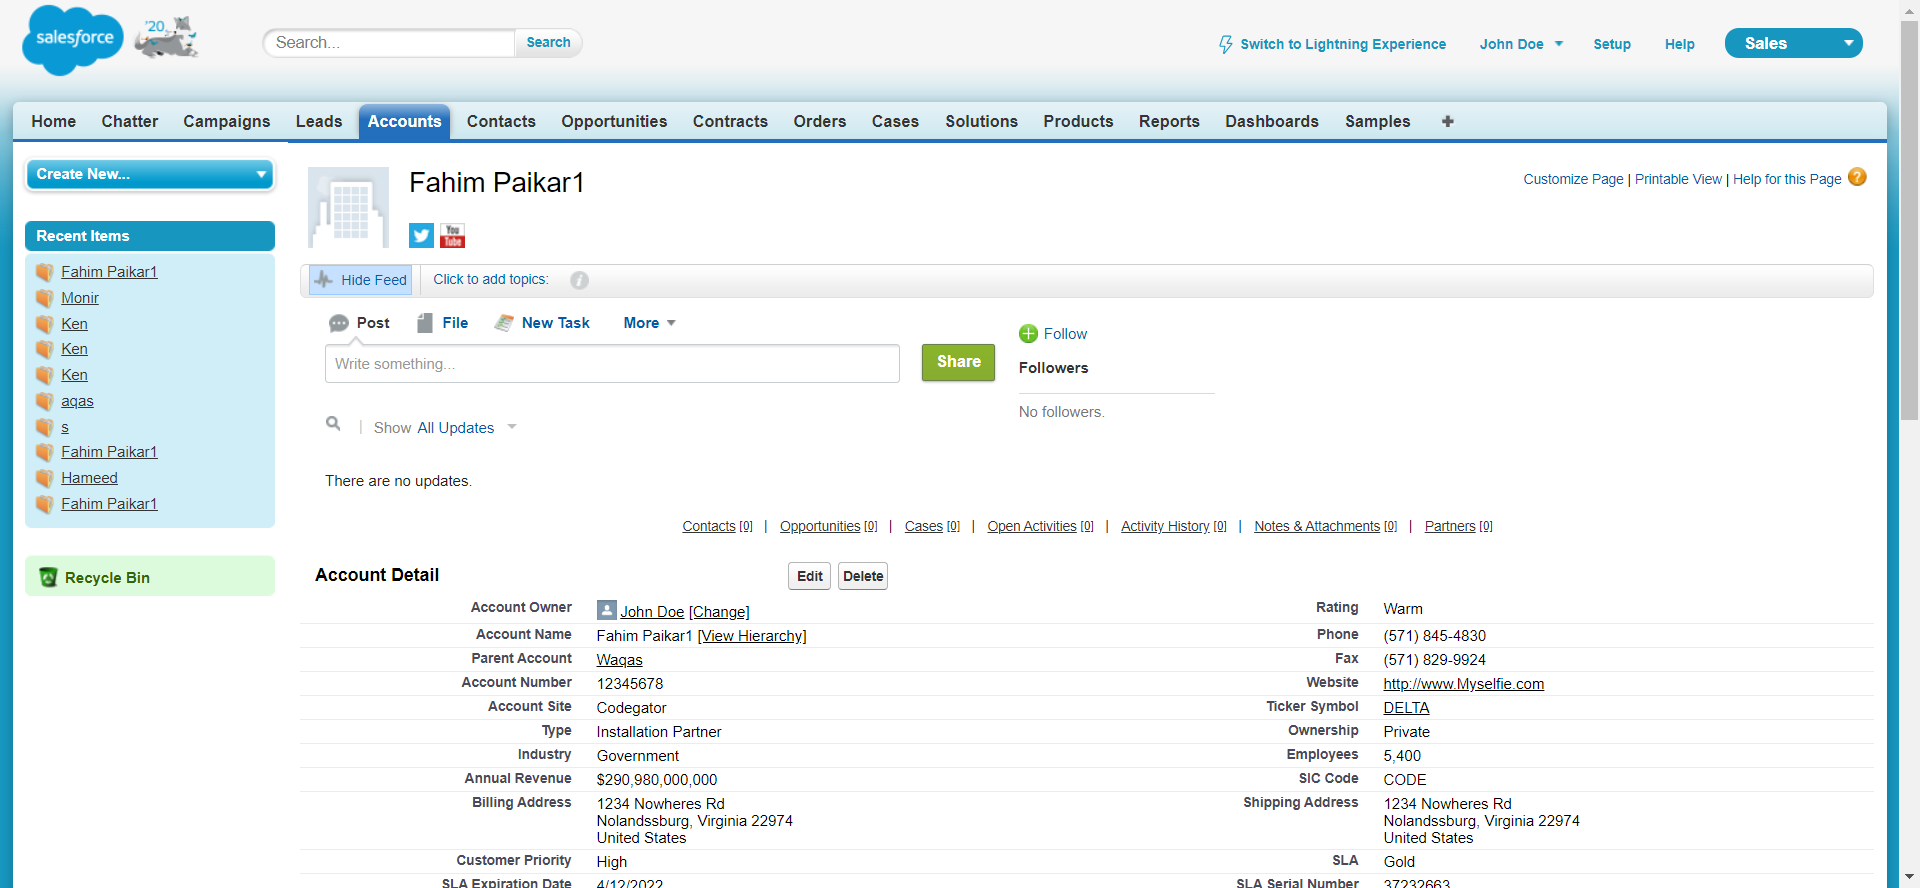 salesforce
'20
Search...
Search
Switch to Lightning Experience
John Doe
Setup
Help
Sales
Home
Chatter
Campaigns
Leads
Accounts
Contacts
Opportunities
Contracts
Orders
Cases
Solutions
Products
Reports
Dashboards
Samples
Create New...
Recent Items
Fahim Paikar1
Monir
Ken
Ken
Ken
aqas
s
Fahim Paikar1
Hameed
Fahim Paikar1
Recycle Bin
Fahim Paikar1
You
Tube
Customize Page | Printable View | Help for this Page
?
Hide Feed
Click to add topics:
i
Post
File
New Task
More
Write something...
Share
Follow
Followers
No followers.
Show All Updates
There are no updates.
Contacts [0] | Opportunities [0] | Cases [0] | Open Activities [0] | Activity History [0] | Notes & Attachments [0] | Partners [0]
Account Detail
Edit
Delete
Account Owner John Doe [Change]
Rating Warm
Account Name Fahim Paikar1 [View Hierarchy]
Phone (571) 845-4830
Parent Account Waqas
Fax (571) 829-9924
Account Number 12345678
Website http://www.Myselfie.com
Account Site Codegator
Ticker Symbol DELTA
Type Installation Partner
Ownership Private
Industry Government
Employees 5,400
Annual Revenue $290,980,000,000
SIC Code CODE
Billing Address 1234 Nowheres Rd
Nolandssburg, Virginia 22974
United States
Shipping Address 1234 Nowheres Rd
Nolandssburg, Virginia 22974
United States
Customer Priority High
SLA Gold
SLA Expiration Date 4/12/2022
SLA Serial Number 37232663